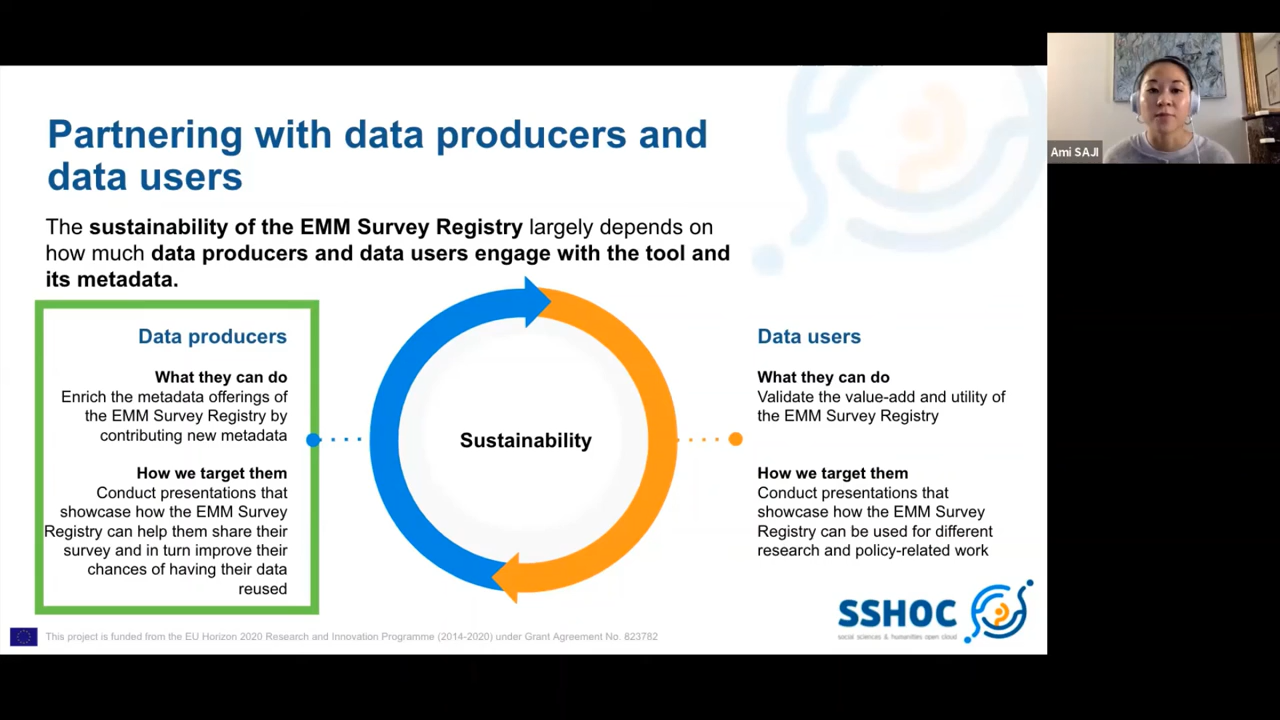 Partnering with data producers and
data users
The sustainability of the EMM Survey Registry largely depends on
how much data producers and data users engage with the tool and
its metadata.
Data producers
What they can do
Enrich the metadata offerings of
the EMM Survey Registry by
contributing new metadata
How we target them
Conduct presentations that
showcase how the EMM Survey
Registry can help them share their
survey and in turn improve their
chances of having their data
reused
Sustainability
Data users
What they can do
Validate the value-add and utility of
the EMM Survey Registry
How we target them
Conduct presentations that
showcase how the EMM Survey
Registry can be used for different
research and policy-related work
SSHOC
social sciences & humanities open cloud
This project is funded from the EU Horizon 2020 Research and Innovation Programme (2014-2020) under Grant Agreement No. 823782
Ami SAJI